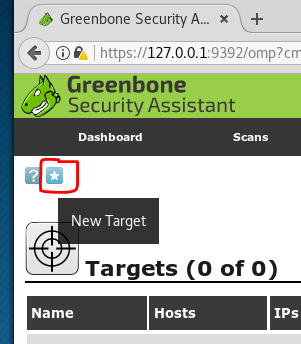 Greenbone Security A...
https://127.0.0.1:9392/omp?cm
Greenbone
Security Assistant
Dashboard Scans
?
New Target
Targets (0 of 0)
Name Hosts IPs